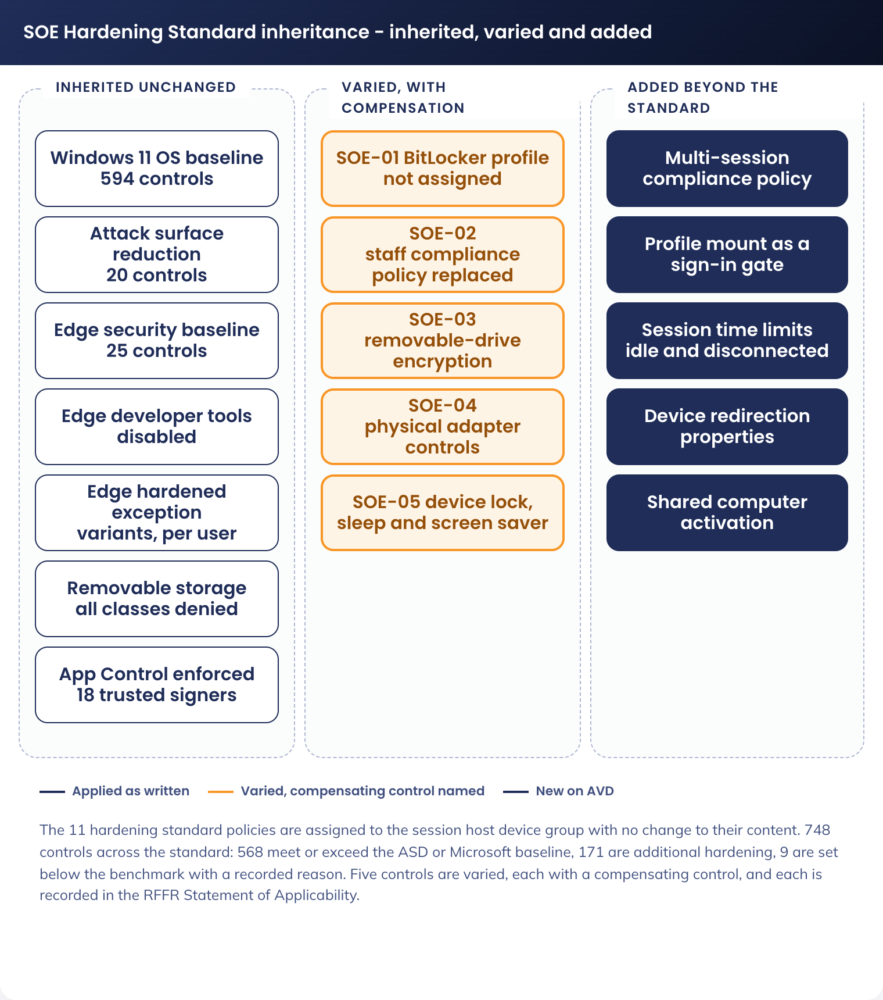 SOE Hardening Standard inheritance - inherited, varied and added
INHERITED UNCHANGED
Windows 11 OS baseline
594 controls
Attack surface
reduction
20 controls
Edge security baseline
25 controls
Edge developer tools
disabled
Edge hardened
exception
variants, per user
Removable storage
all classes denied
App Control enforced
18 trusted signers
VARIED, WITH
COMPENSATION
SOE-01 BitLocker profile
not assigned
SOE-02
staff compliance
policy replaced
SOE-03
removable-drive
encryption
SOE-04
physical adapter
controls
SOE-05 device lock,
sleep and screen saver
ADDED BEYOND THE
STANDARD
Multi-session
compliance policy
Profile mount as a
sign-in gate
Session time limits
idle and disconnected
Device redirection
properties
Shared computer
activation
Applied as written
Varied, compensating control named
New on AVD
The 11 hardening standard policies are assigned to the session host device group with no change to their content. 748
controls across the standard: 568 meet or exceed the ASD or Microsoft baseline, 171 are additional hardening, 9 are set
below the benchmark with a recorded reason. Five controls are varied, each with a compensating control, and each is
recorded in the RFFR Statement of Applicability.